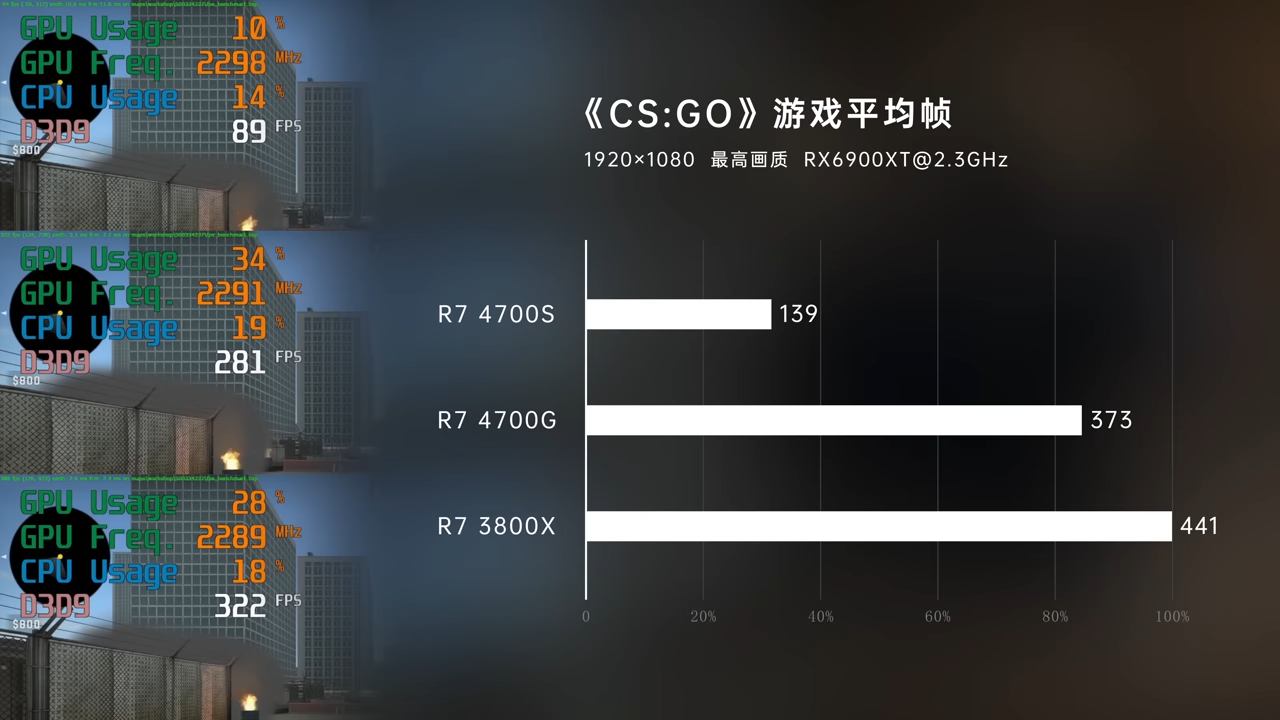 GPU Usage 10 %
GPU Freq. 2298 MHz
CPU Usage 14 %
D3D9 89 FPS
$800
GPU Usage 34 %
GPU Freq. 2291 MHz
CPU Usage 19 %
D3D9 281 FPS
$800
GPU Usage 28 %
GPU Freq. 2289 MHz
CPU Usage 18 %
D3D9 322 FPS
$800
《CS:GO》游戏平均帧
1920×1080 最高画质 RX6900XT@2.3GHz
R7 4700S 139
R7 4700G 373
R7 3800X 441
0 20% 40% 60% 80% 100%